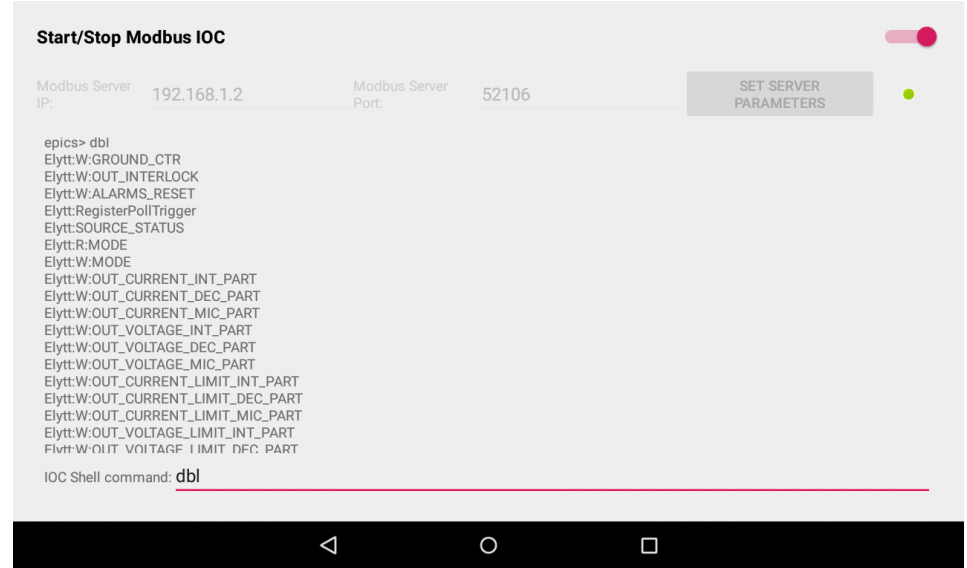 Start/Stop Modbus IOC
Modbus Server IP: 192.168.1.2 Modbus Server Port: 52106 SET SERVER PARAMETERS
epics> dbl
Elytt:W:GROUND_CTR
Elytt:W:OUT_INTERLOCK
Elytt:W:ALARMS_RESET
Elytt:RegisterPollTrigger
Elytt:SOURCE_STATUS
Elytt:R:MODE
Elytt:W:MODE
Elytt:W:OUT_CURRENT_INT_PART
Elytt:W:OUT_CURRENT_DEC_PART
Elytt:W:OUT_CURRENT_MIC_PART
Elytt:W:OUT_VOLTAGE_INT_PART
Elytt:W:OUT_VOLTAGE_DEC_PART
Elytt:W:OUT_VOLTAGE_MIC_PART
Elytt:W:OUT_CURRENT_LIMIT_INT_PART
Elytt:W:OUT_CURRENT_LIMIT_DEC_PART
Elytt:W:OUT_CURRENT_LIMIT_MIC_PART
Elytt:W:OUT_VOLTAGE_LIMIT_INT_PART
Elytt:W:OUT_VOLTAGE_LIMIT_DEC_PART
IOC Shell command: dbl